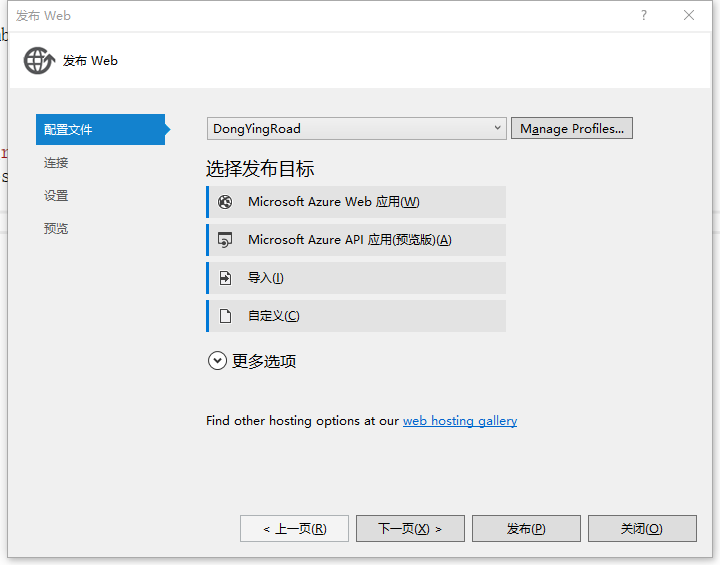 发布 Web
?
发布 Web
配置文件
连接
设置
预览
DongYingRoad
Manage Profiles...
选择发布目标
Microsoft Azure Web 应用(W)
Microsoft Azure API 应用(预览版)(A)
导入(I)
自定义(C)
更多选项
Find other hosting options at our web hosting gallery
< 上一页(R)
下一页(X) >
发布(P)
关闭(O)